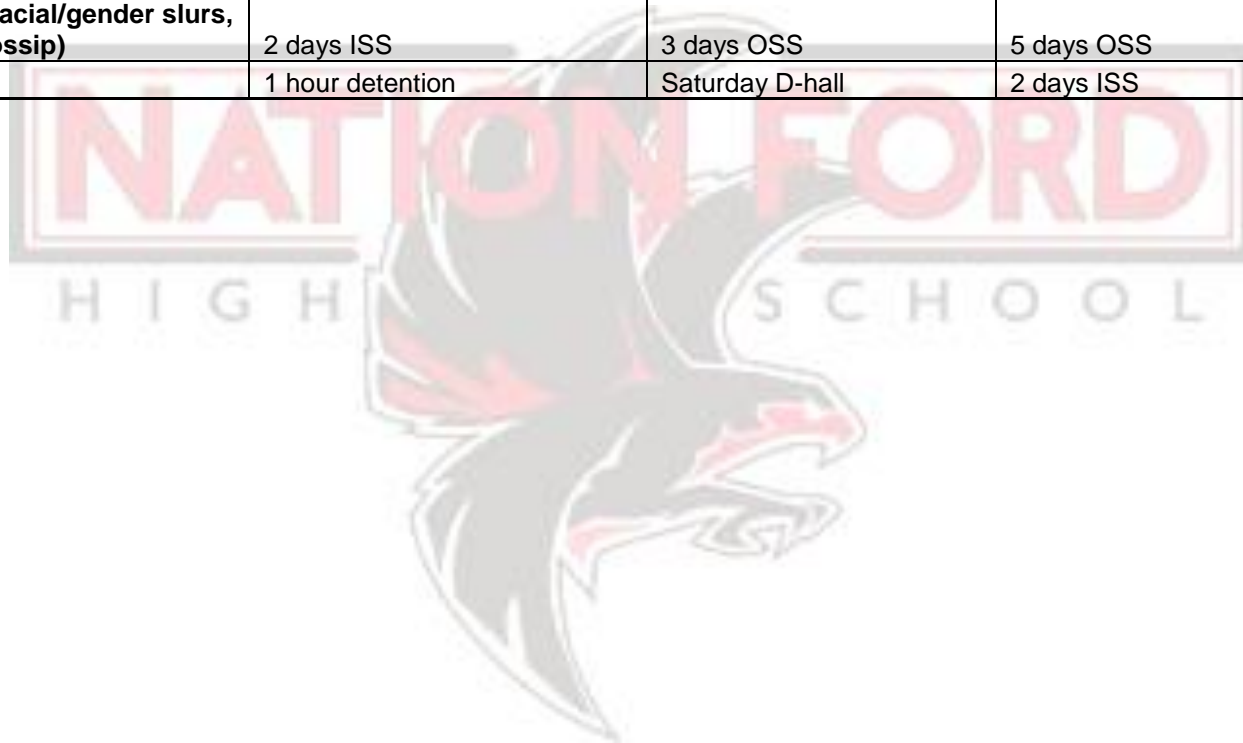 acial/gender slurs,
ossip) 2 days ISS 3 days OSS 5 days OSS
1 hour detention Saturday D-hall 2 days ISS
NATION FORD
HIGH SCHOOL